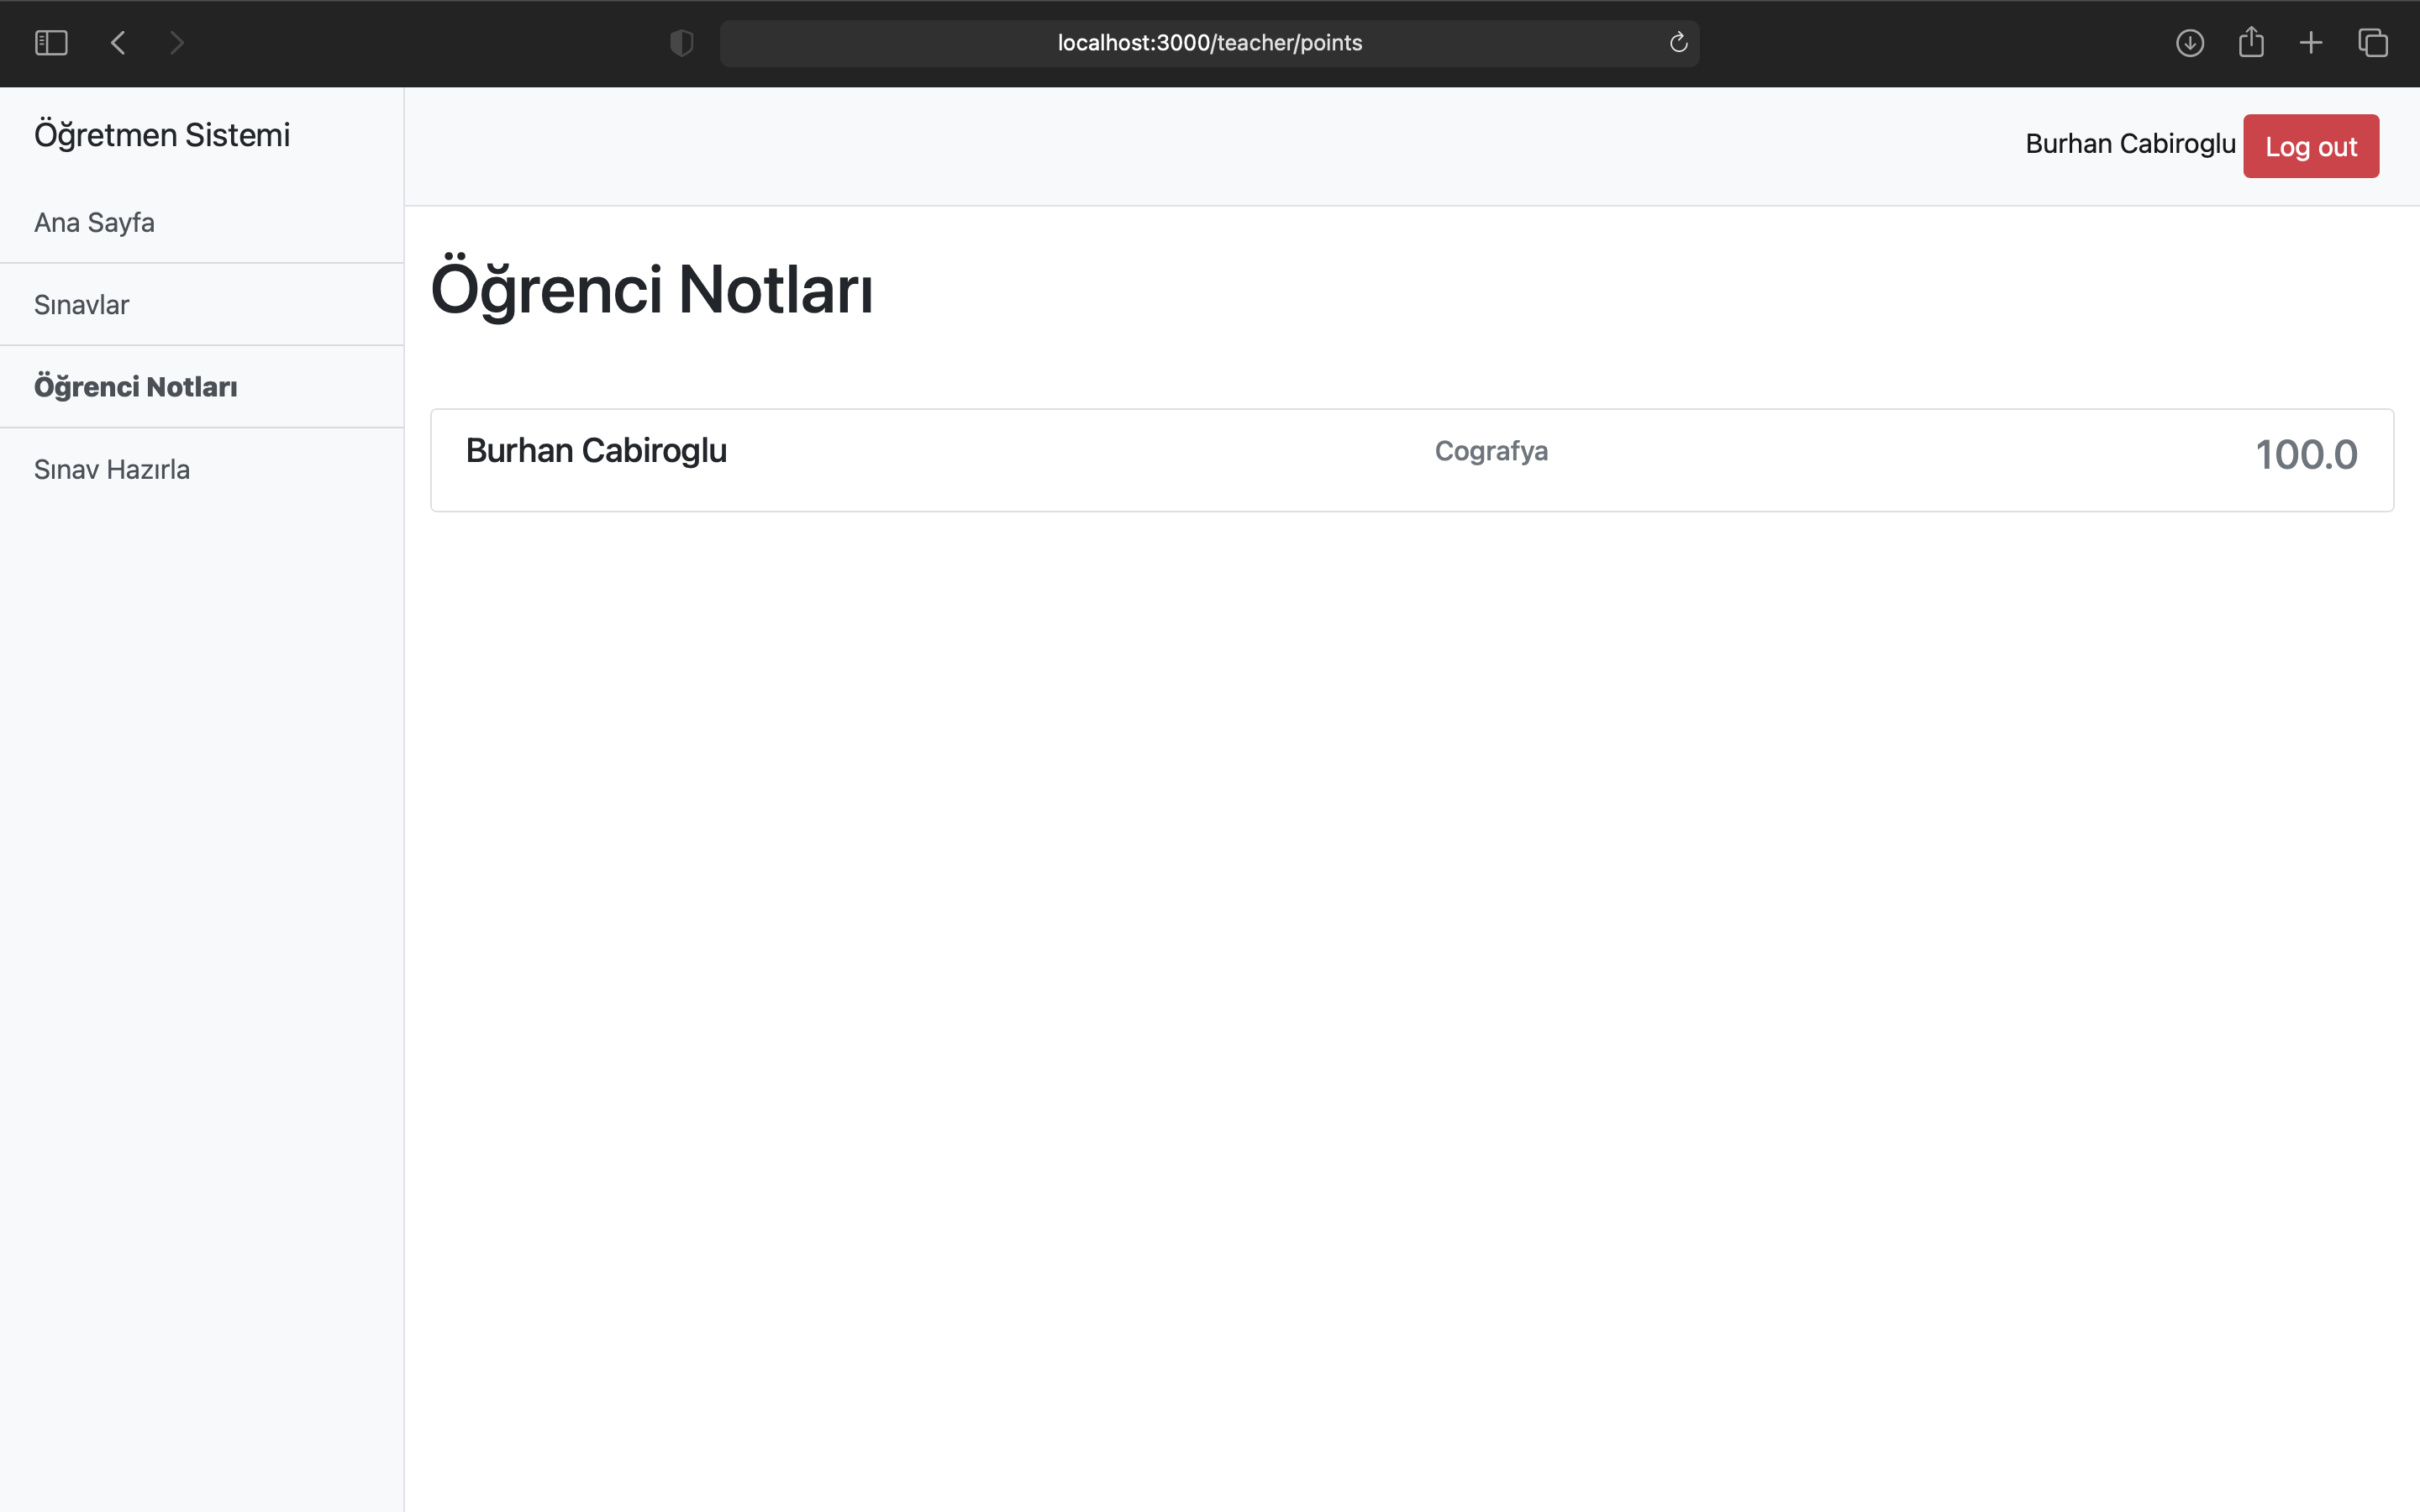 localhost:3000/teacher/points
Öğretmen Sistemi
Burhan Cabiroglu Log out
Ana Sayfa
Sınavlar
Öğrenci Notları
Sınav Hazırla
Öğrenci Notları
Burhan Cabiroglu Cografya 100.0